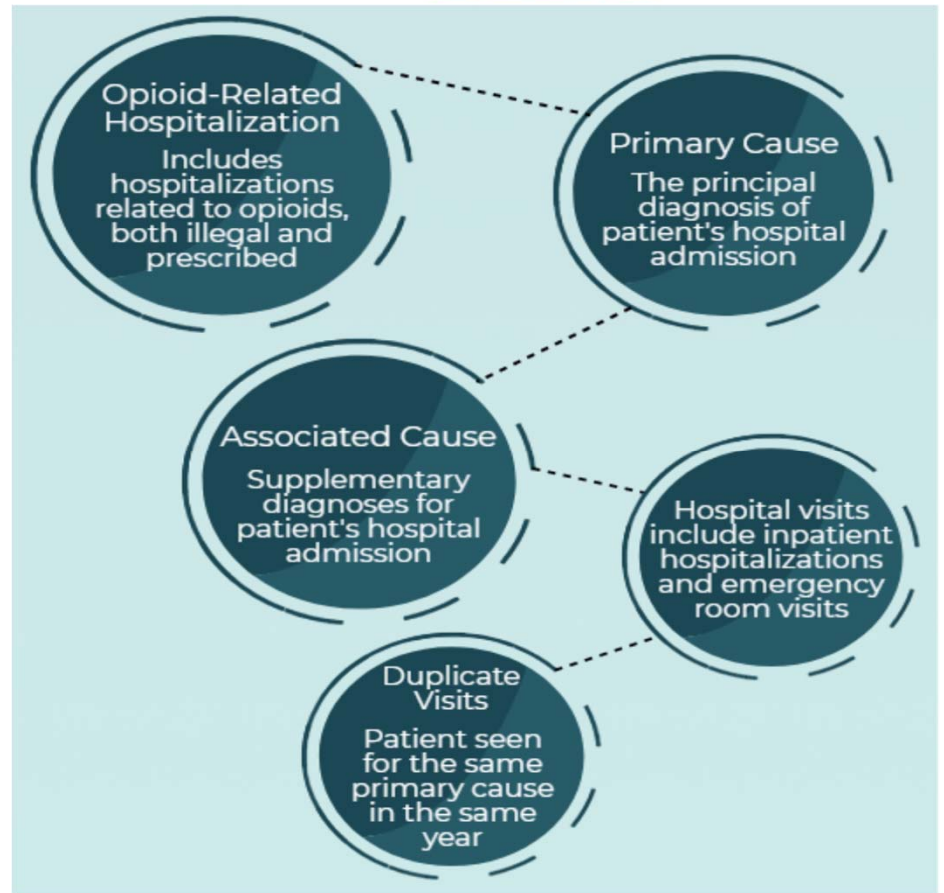 Opioid-Related
Hospitalization
Includes
hospitalizations
related to opioids,
both illegal and
prescribed
Primary Cause
The principal
diagnosis of
patient's hospital
admission
Associated Cause
Supplementary
diagnoses for
patient's hospital
admission
Hospital visits
include inpatient
hospitalizations
and emergency
room visits
Duplicate
Visits
Patient seen
for the same
primary cause
in the same
year